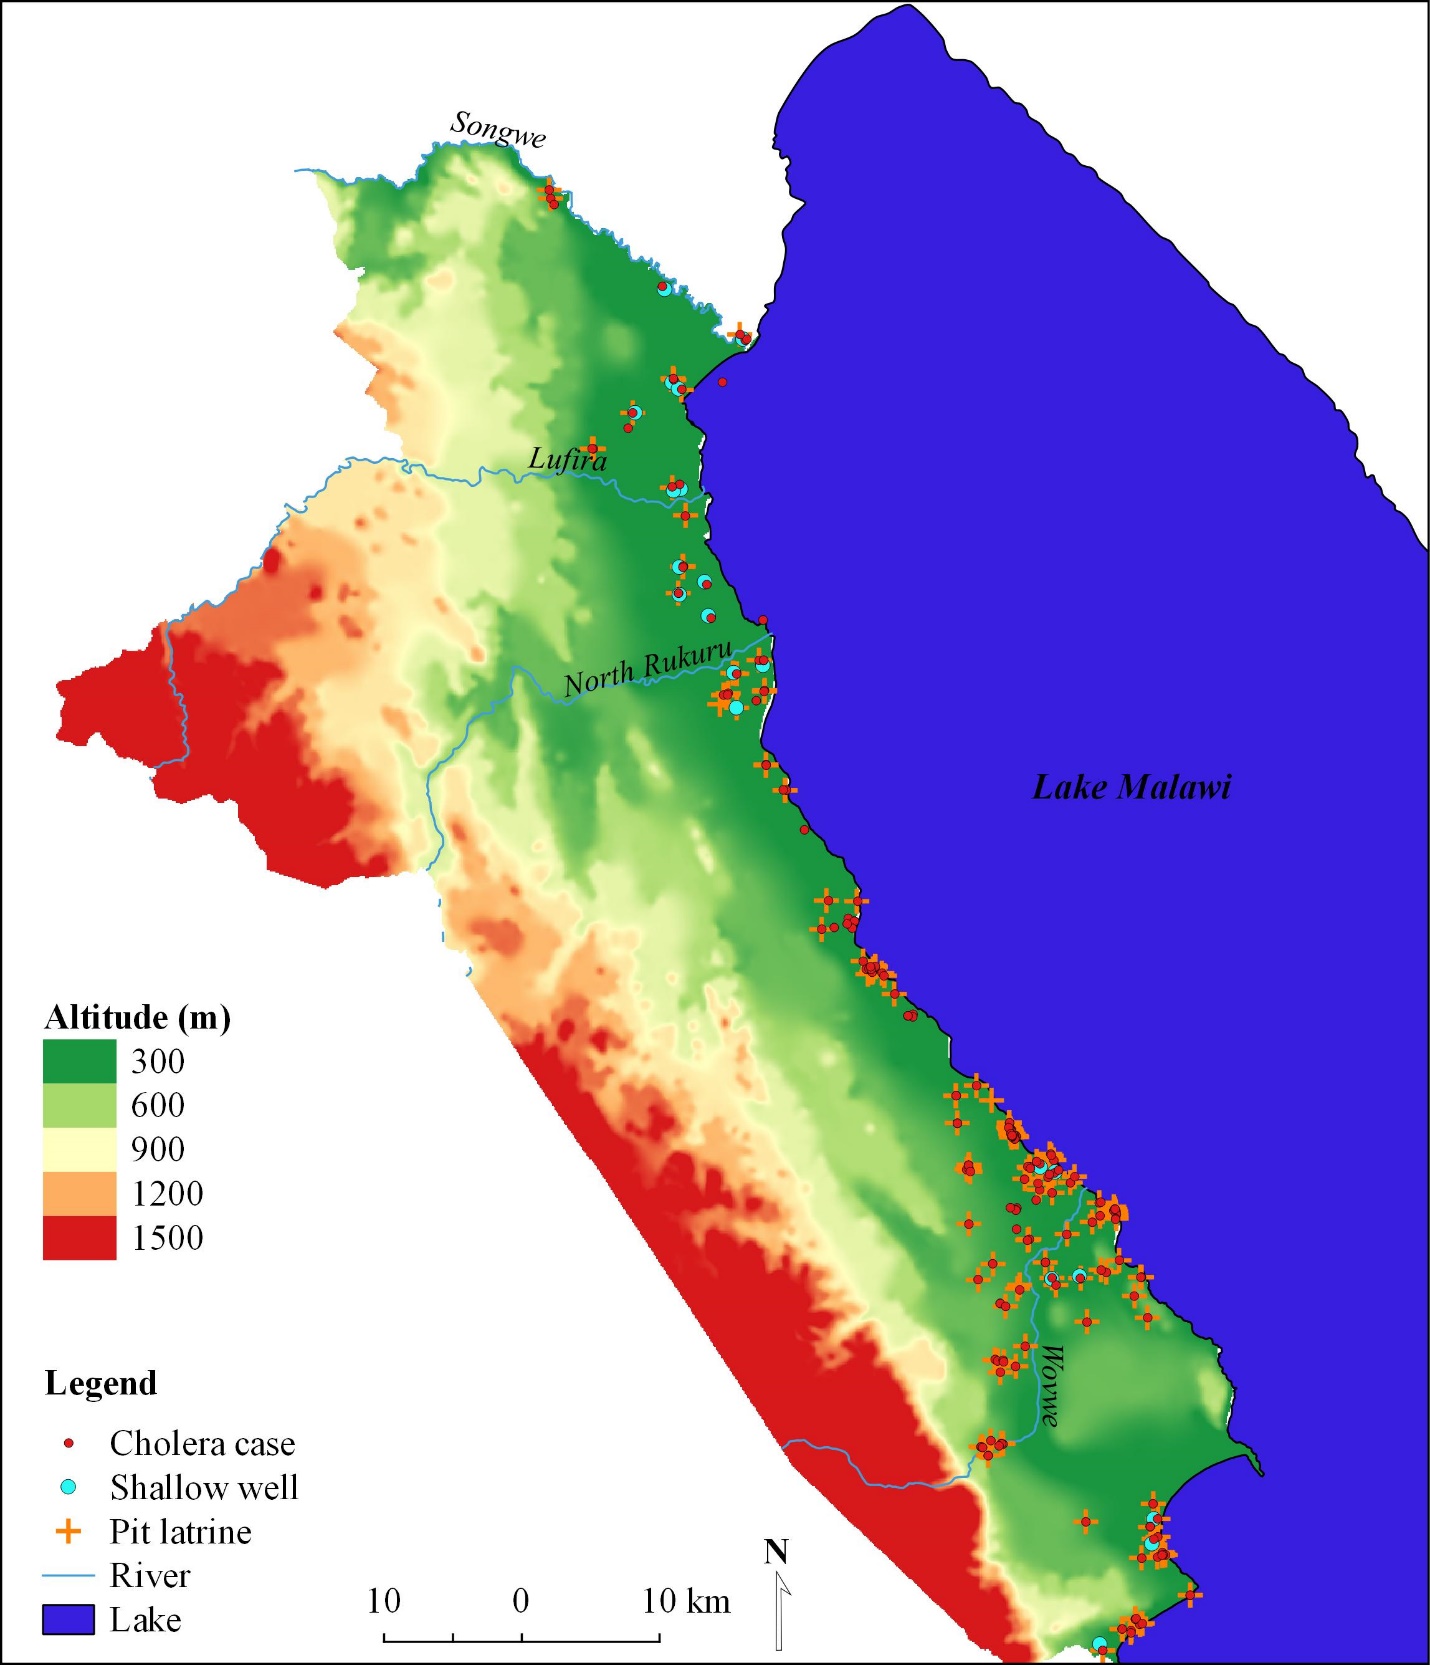 Songwe
Lufira
North Rukuru
Lake Malawi
Altitude (m)
300
600
900
1200
1500
Wovwe
Legend
Cholera case
Shallow well
Pit latrine
River
Lake
10 0 10 km
N